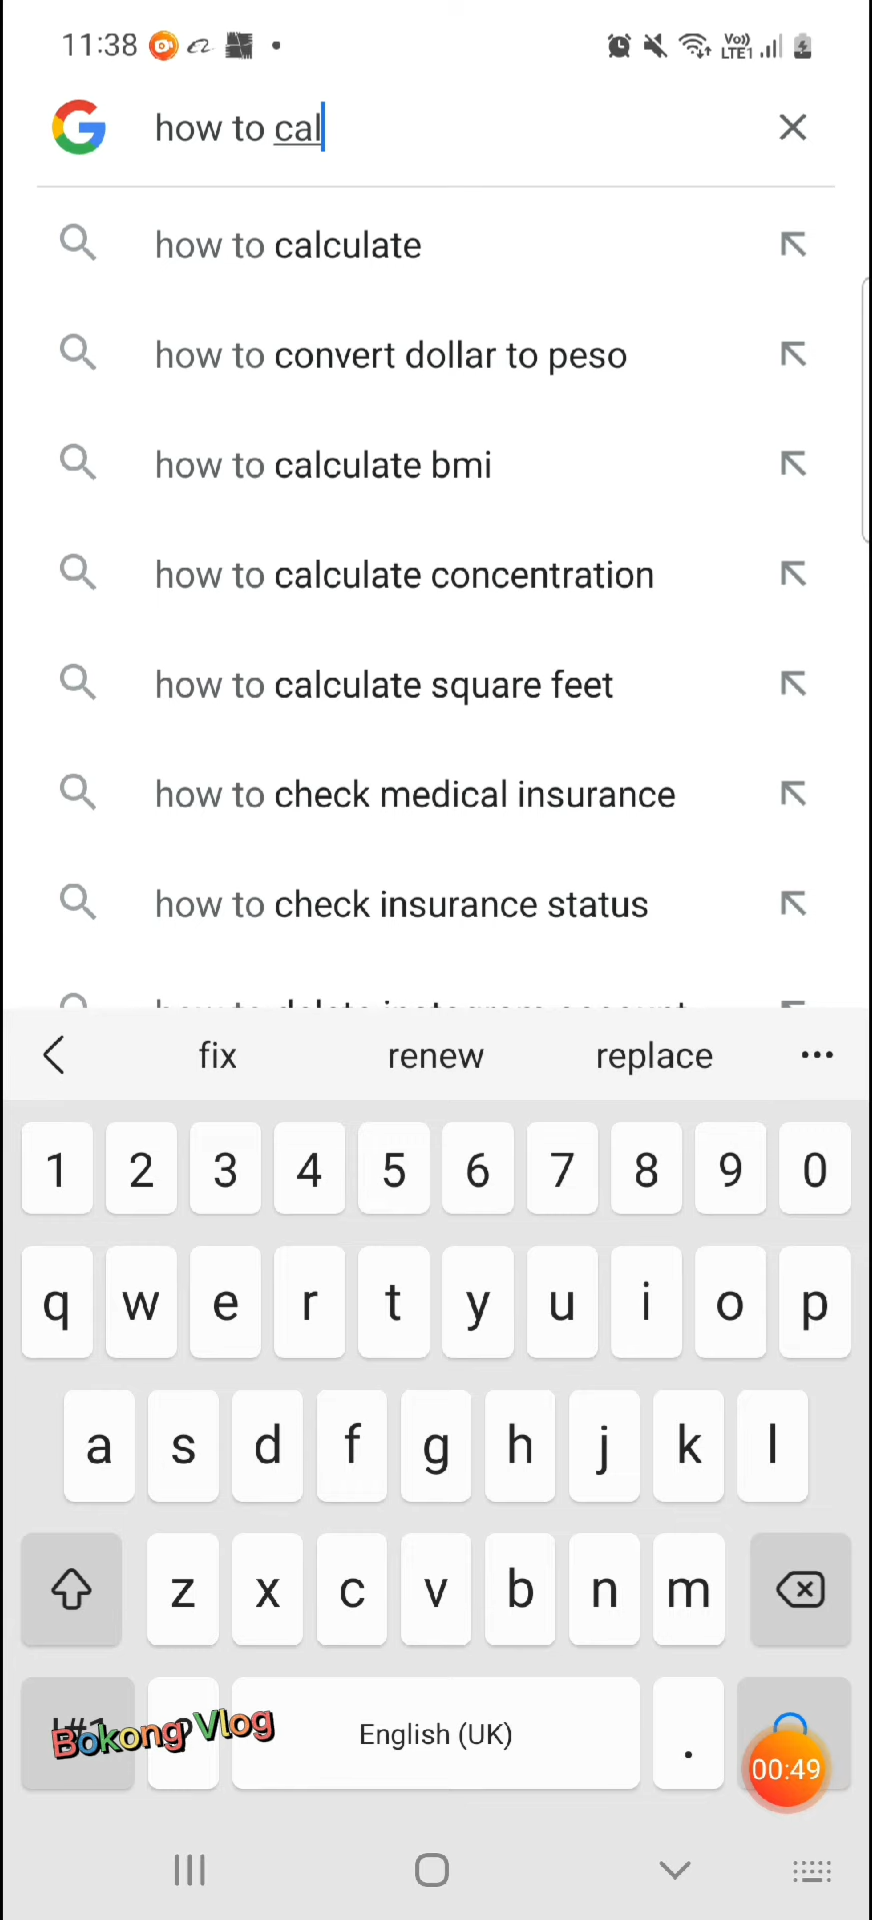 11:38
Vo))
LTE1
how to cal
how to calculate
how to convert dollar to peso
how to calculate bmi
how to calculate concentration
how to calculate square feet
how to check medical insurance
how to check insurance status
fix renew replace
1 2 3 4 5 6 7 8 9 0
q w e r t y u i o p
a s d f g h j k l
z x c v b n m
Bokong Vlog
English (UK)
.
00:49